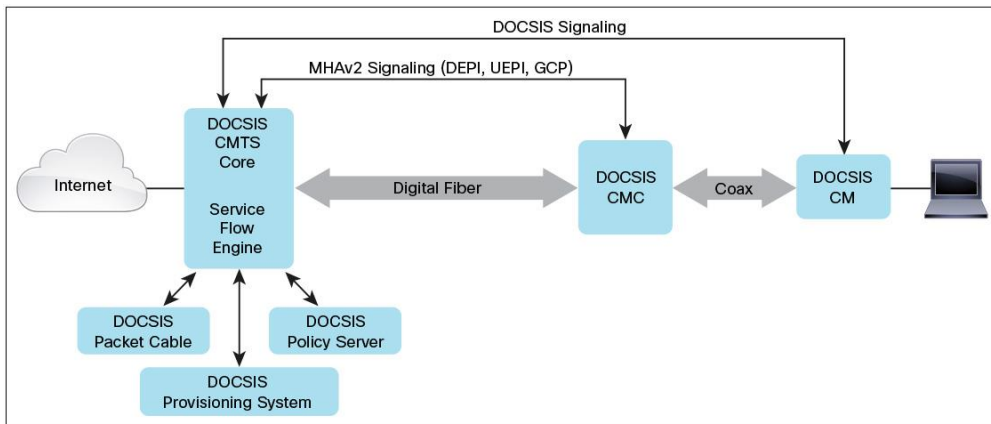 DOCSIS Signaling
MHAv2 Signaling (DEPI, UEPI, GCP)
DOCSIS
CMTS
Core
Service
Flow
Engine
Internet
Digital Fiber
DOCSIS
CMC
Coax
DOCSIS
CM
DOCSIS
Packet Cable
DOCSIS
Policy Server
DOCSIS
Provisioning System